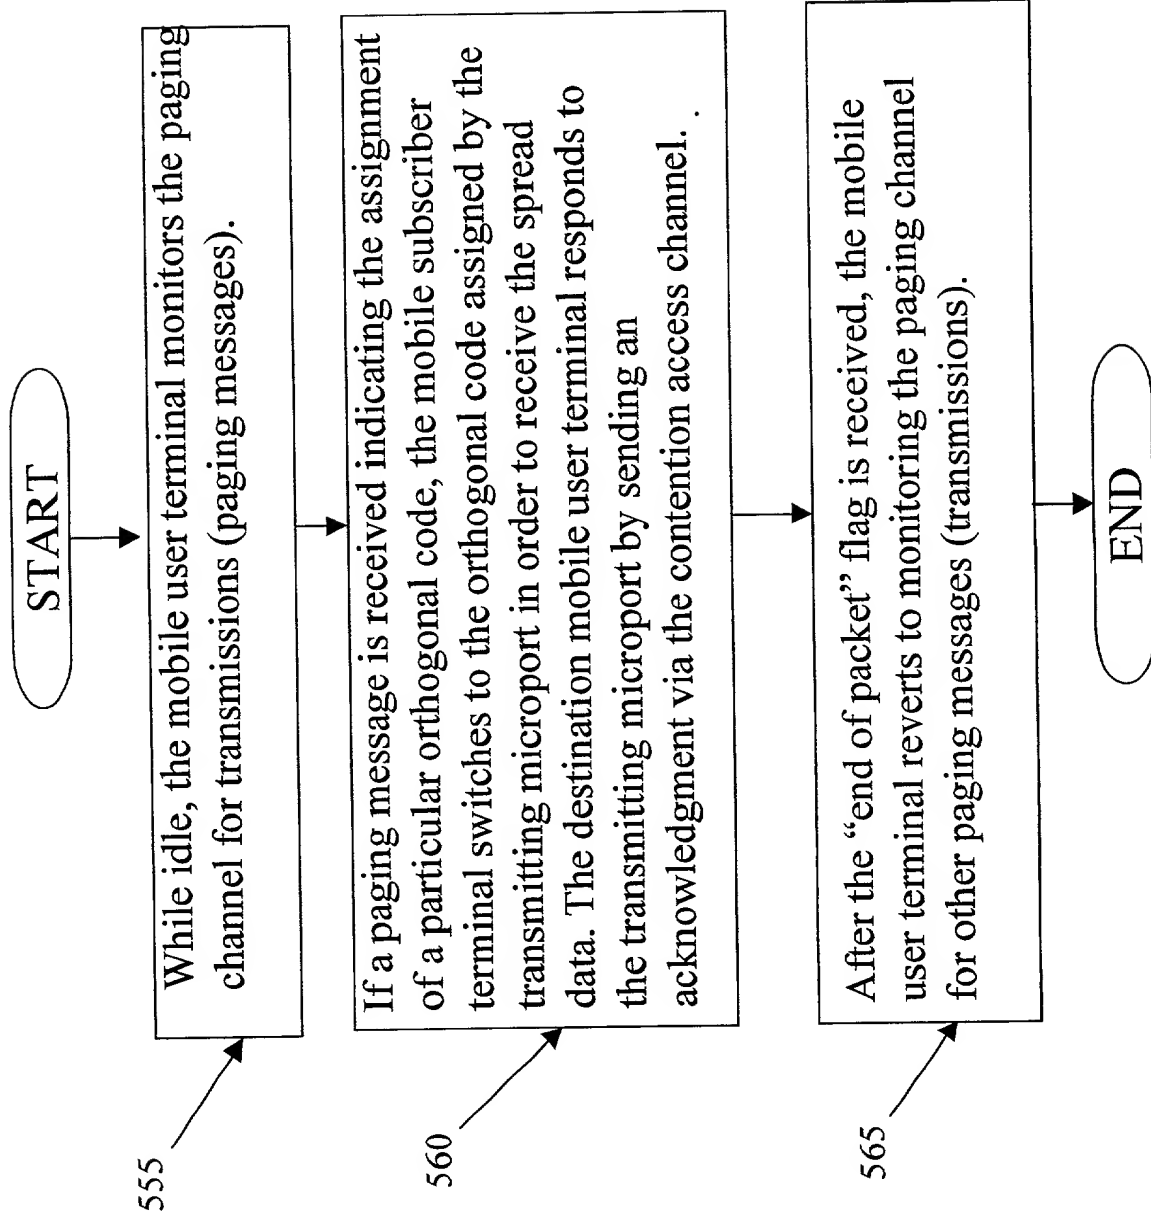 START
While idle, the mobile user terminal monitors the paging
channel for transmissions (paging messages).
555
If a paging message is received indicating the assignment
of a particular orthogonal code, the mobile subscriber
terminal switches to the orthogonal code assigned by the
transmitting microport in order to receive the spread
data. The destination mobile user terminal responds to
the transmitting microport by sending an
acknowledgment via the contention access channel. .
560
After the “end of packet” flag is received, the mobile
user terminal reverts to monitoring the paging channel
for other paging messages (transmissions).
565
END